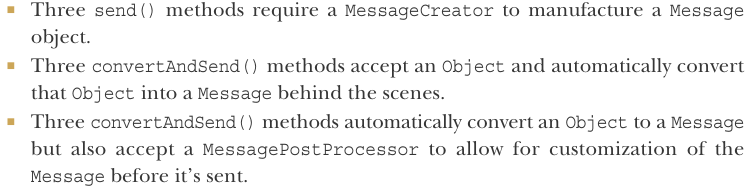 ▪ Three send() methods require a MessageCreator to manufacture a Message
object.
▪ Three convertAndSend() methods accept an Object and automatically convert
that Object into a Message behind the scenes.
▪ Three convertAndSend() methods automatically convert an Object to a Message
but also accept a MessagePostProcessor to allow for customization of the
Message before it’s sent.